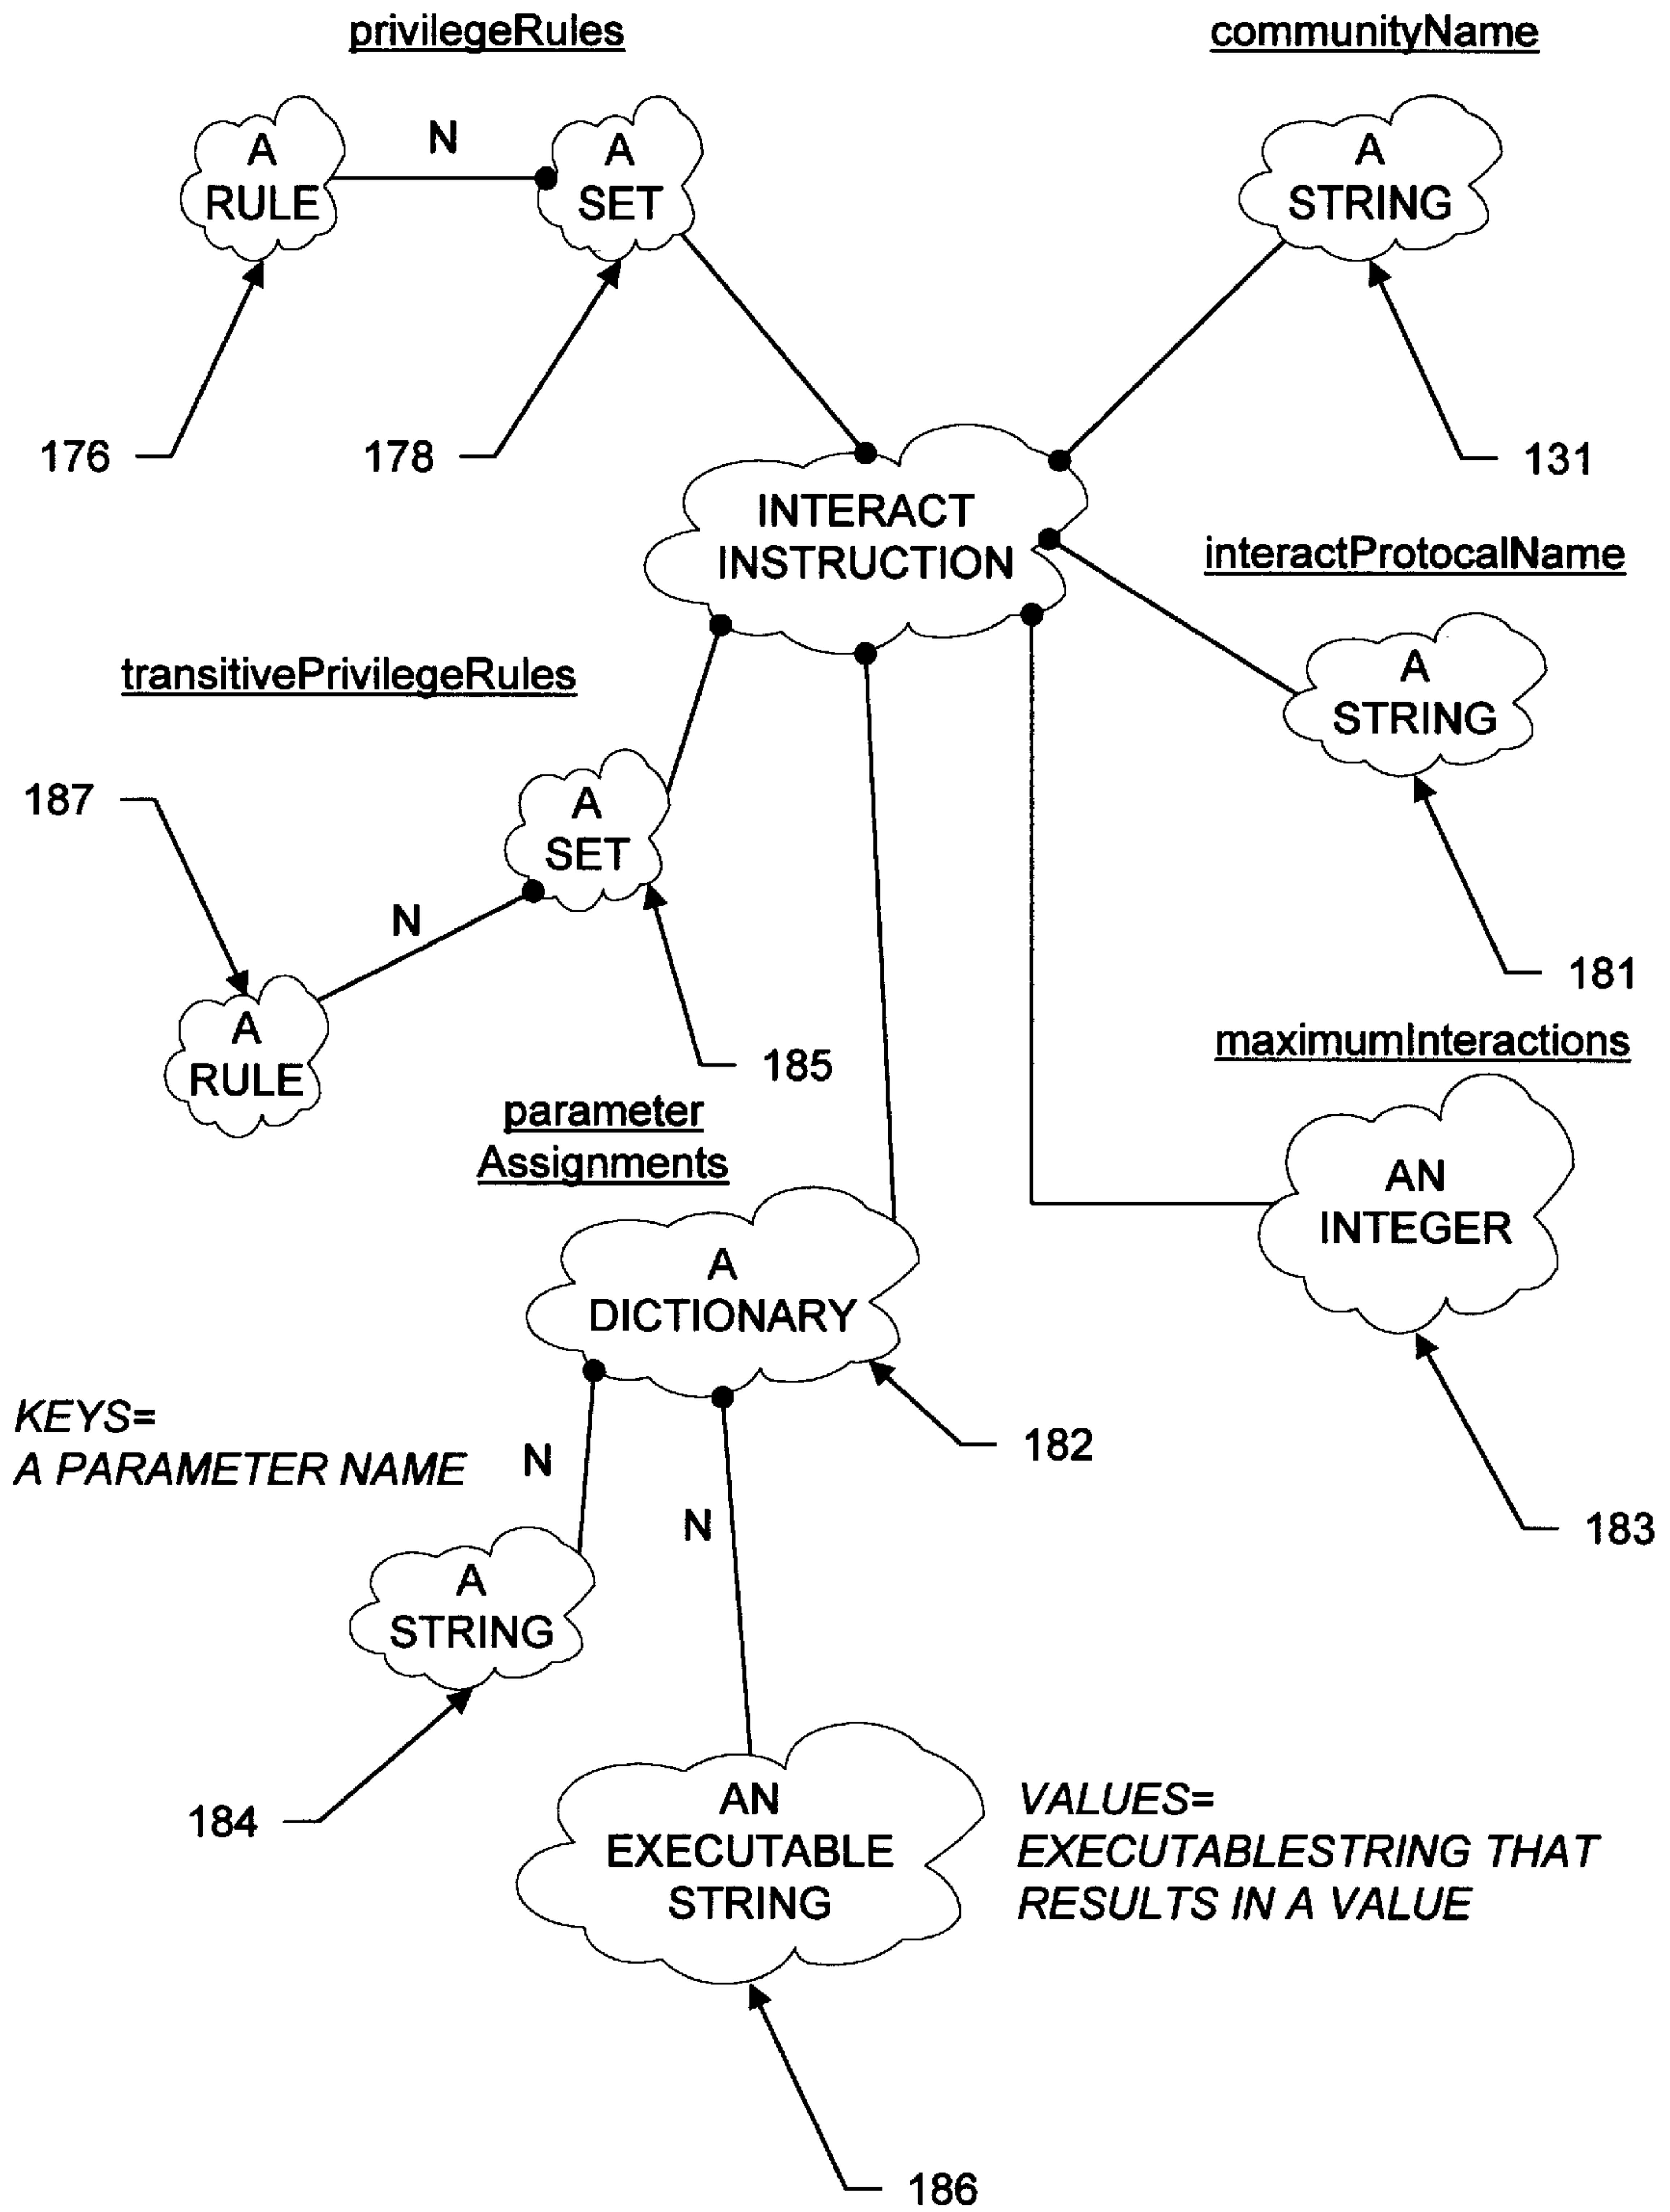 privilegeRules
communityName
A
RULE
N
A
SET
A
STRING
176
178
131
INTERACT
INSTRUCTION
interactProtocalName
transitivePrivilegeRules
A
STRING
187
A
SET
N
181
A
RULE
185
maximumInteractions
parameter
Assignments
AN
INTEGER
A
DICTIONARY
KEYS=
A PARAMETER NAME
N
182
N
183
A
STRING
184
AN
EXECUTABLE
STRING
VALUES=
EXECUTABLESTRING THAT
RESULTS IN A VALUE
186